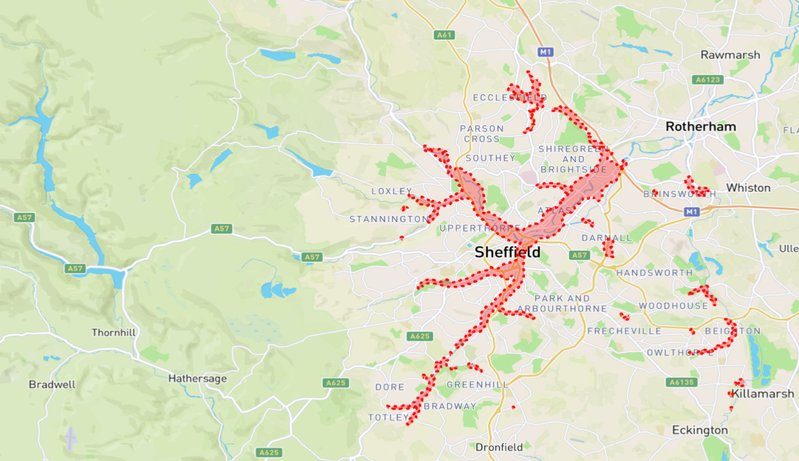 A61
M1
Rawmarsh
A6123
ECCLESFIELD
Rotherham
PARSON
CROSS
SHIREGREEN
AND
BRIGHTSIDE
SOUTHEY
LOXLEY
BRINSWORTH
Whiston
STANNINGTON
M1
A57
A57
UPPERTHORPE
DARNALL
Sheffield
A57
A57
A57
HANDSWORTH
PARK AND
ARBOURTHORNE
WOODHOUSE
Thornhill
A625
FRECHEVILLE
BEIGHTON
OWLTHORPE
Bradwell
Hathersage
A625
DORE
GREENHILL
A6135
Killamarsh
TOTLEY
BRADWAY
Eckington
Dronfield
A625